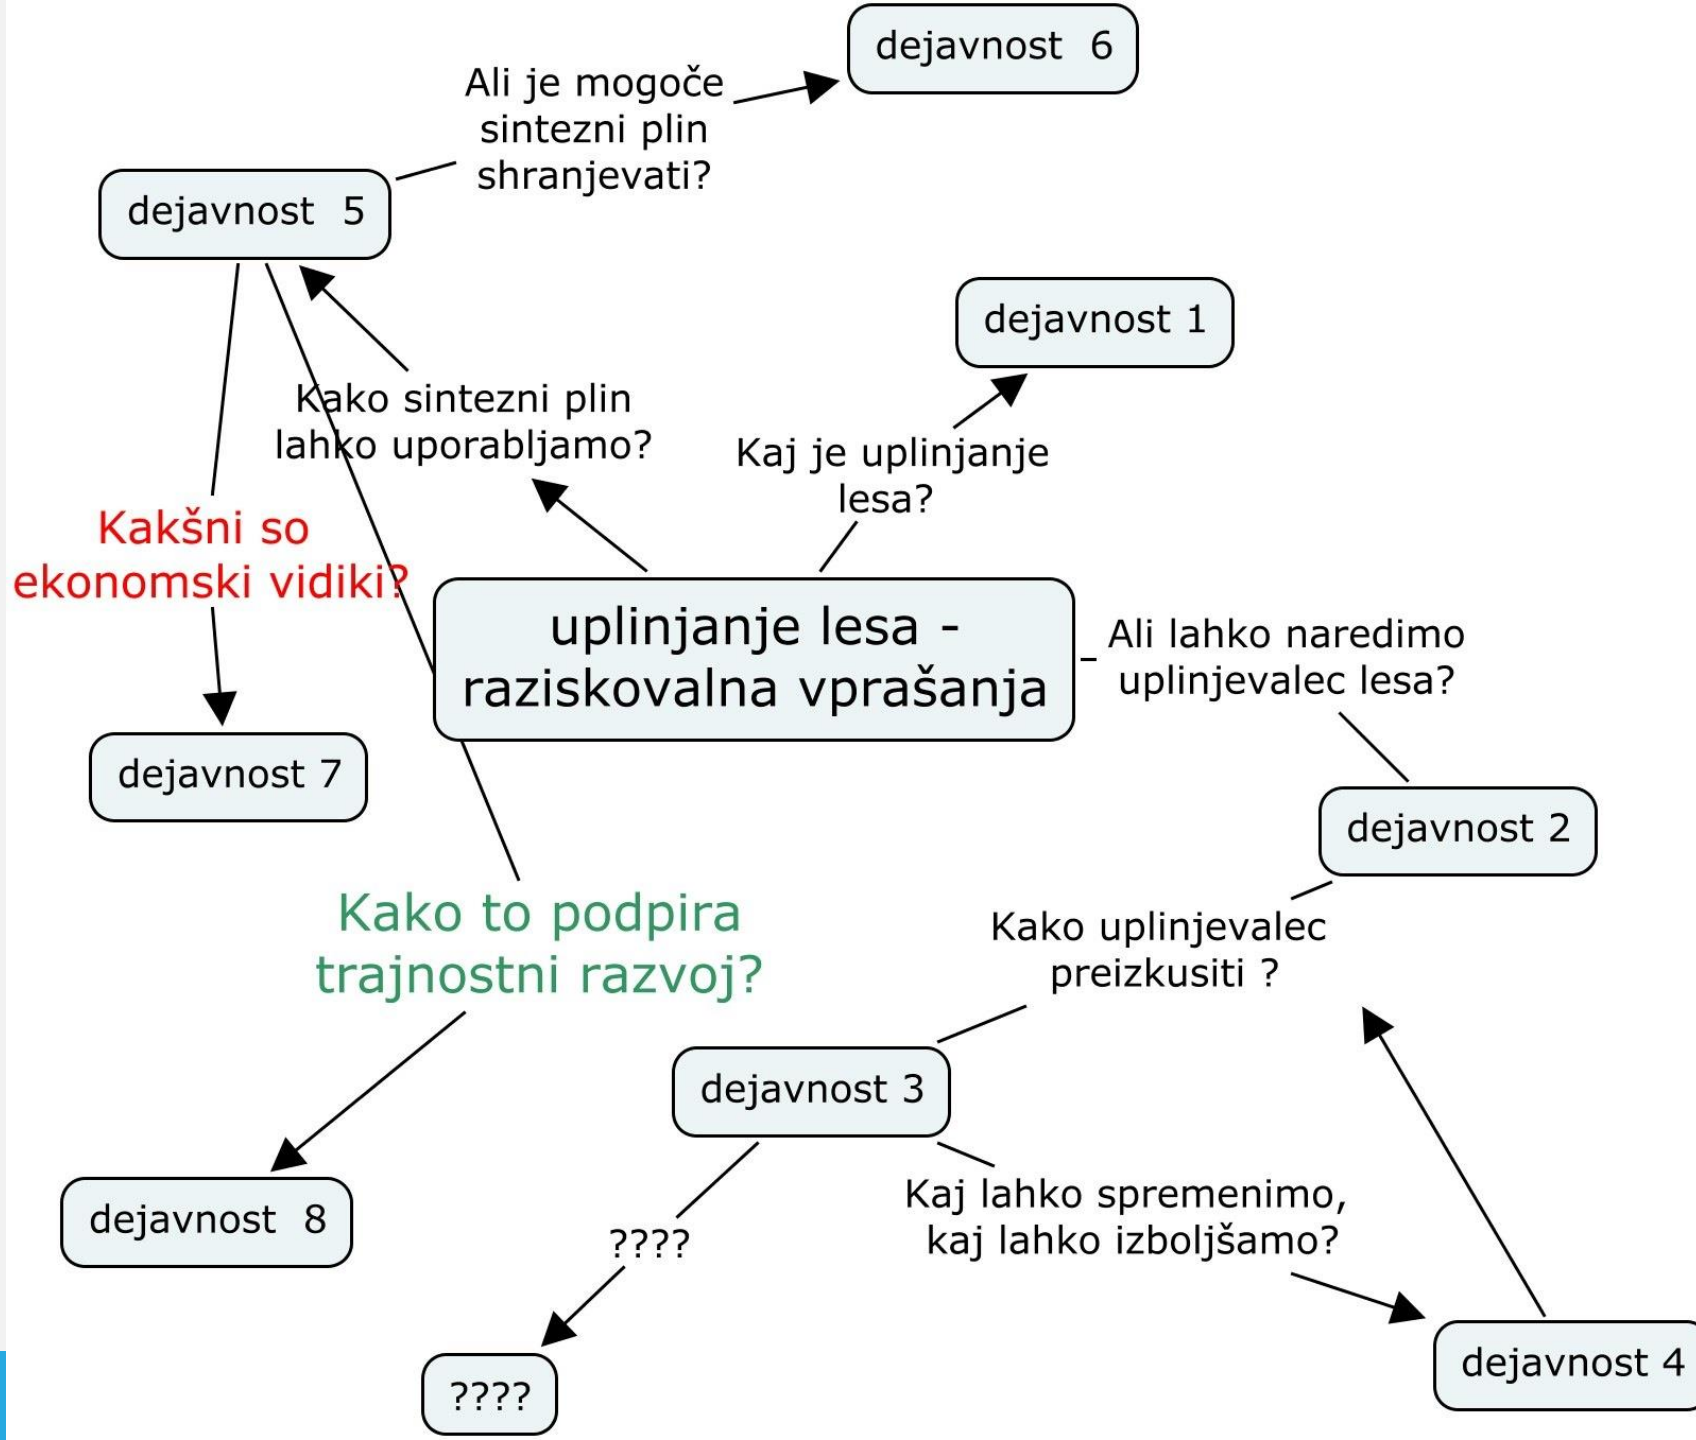 dejavnost  6
Ali je mogoče
sintezni plin
shranjevati?
dejavnost  5
dejavnost 1
Kako sintezni plin
lahko uporabljamo?
Kaj je uplinjanje
lesa?
Kakšni so
ekonomski vidiki?
uplinjanje lesa -
raziskovalna vprašanja
Ali lahko naredimo
uplinjevalec lesa?
dejavnost 7
dejavnost 2
Kako to podpira
trajnostni razvoj?
Kako uplinjevalec
preizkusiti ?
dejavnost 3
dejavnost  8
????
Kaj lahko spremenimo,
kaj lahko izboljšamo?
????
dejavnost 4